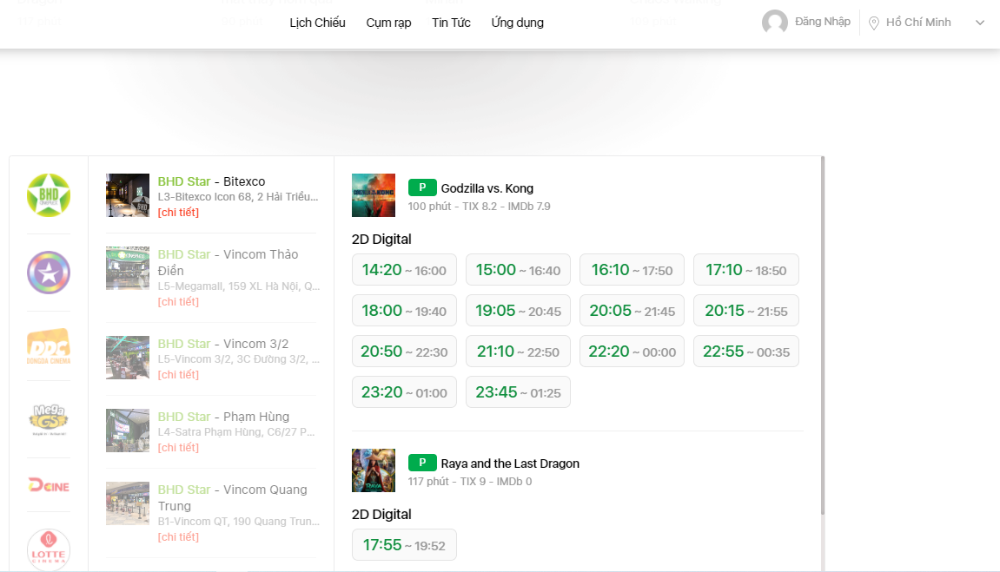 Lịch Chiếu Cụm rạp Tin Tức Ứng dụng Đăng Nhập Hồ Chí Minh
BHD
BHD Star - Bitexco
L3-Bitexco Icon 68, 2 Hải Triều...
[chi tiết]
BHD Star - Vincom Thảo
Điền
L5-Megamall, 159 XL Hà Nội, Q...
[chi tiết]
BHD Star - Vincom 3/2
L5-Vincom 3/2, 3C Đường 3/2, ...
[chi tiết]
BHD Star - Phạm Hùng
L4-Satra Phạm Hùng, C6/27 P...
[chi tiết]
BHD Star - Vincom Quang
Trung
B1-Vincom QT, 190 Quang Trun...
[chi tiết]
DDC
DONGDA CINEMA
Mega
GS
DCINE
LOTTE
CINEMA
P Godzilla vs. Kong
100 phút - TIX 8.2 - IMDb 7.9
2D Digital
14:20 ~ 16:00 15:00 ~ 16:40 16:10 ~ 17:50 17:10 ~ 18:50
18:00 ~ 19:40 19:05 ~ 20:45 20:05 ~ 21:45 20:15 ~ 21:55
20:50 ~ 22:30 21:10 ~ 22:50 22:20 ~ 00:00 22:55 ~ 00:35
23:20 ~ 01:00 23:45 ~ 01:25
P Raya and the Last Dragon
117 phút - TIX 9 - IMDb 0
2D Digital
17:55 ~ 19:52